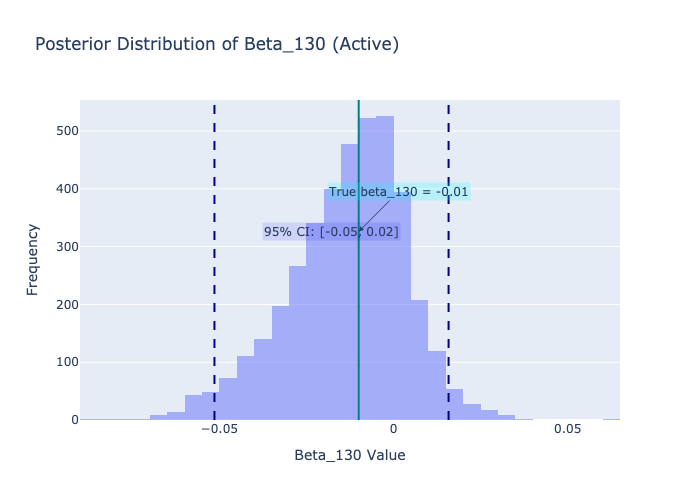 Posterior Distribution of Beta_130 (Active)
500
400
300
200
100
0
Frequency
True beta_130 = -0.01
95% CI: [-0.05, 0.02]
−0.05
0
0.05
Beta_130 Value